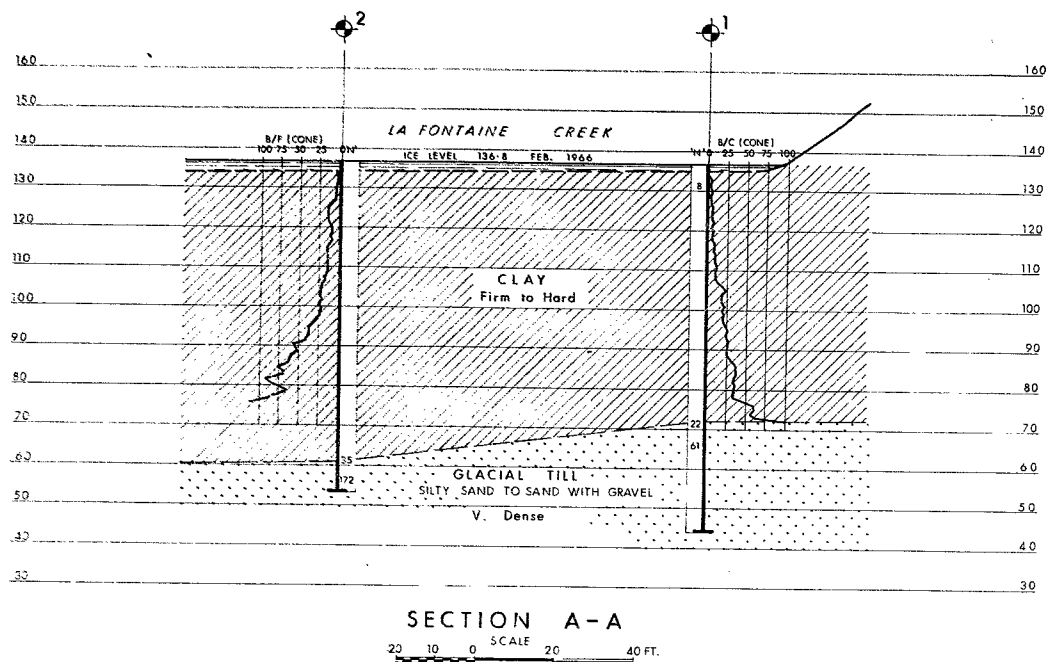 2 1
160 160
150 150
LA FONTAINE CREEK
B/F (CONE) B/C (CONE)
140 140
100 75 50 25 0 'N' 'N' 0 25 50 75 100
ICE LEVEL 136·8 FEB. 1966
130 8 130
120 120
110 110
CLAY
Firm to Hard
100 100
90 90
80 80
70 22 70
61
60 35 60
GLACIAL TILL
72
SILTY SAND TO SAND WITH GRAVEL
50 50
V. Dense
40 40
30 30
SECTION A-A
SCALE
20 10 0 20 40 FT.